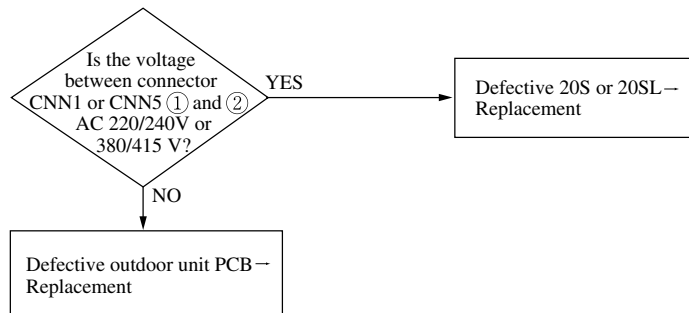 Is the voltage
between connector
CNN1 or CNN5 ① and ②
AC 220/240V or
380/415 V?
YES
Defective 20S or 20SL→
Replacement
NO
Defective outdoor unit PCB→
Replacement